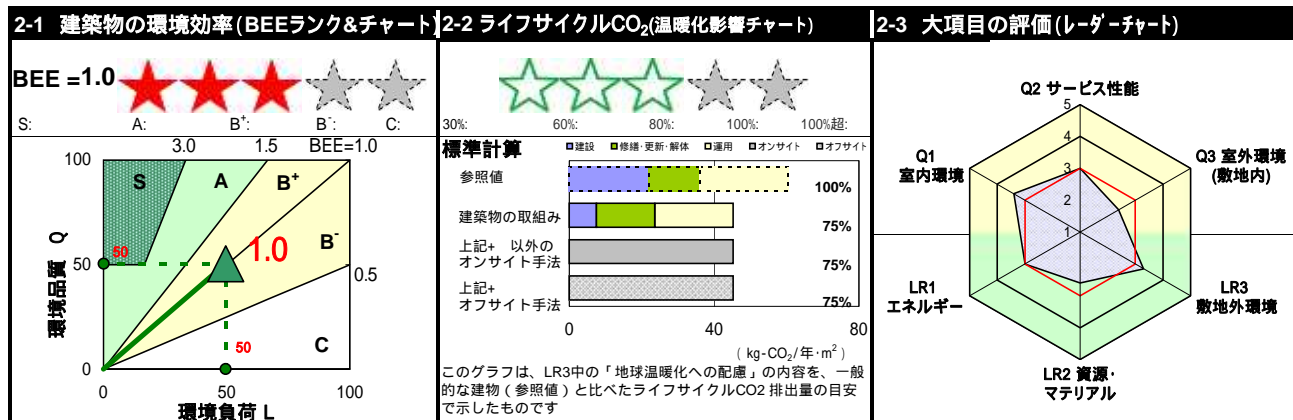 2-1 建築物の環境効率(BEEランク&チャート)
BEE = 1.0
S: A: B⁺: B⁻: C:
3.0 1.5 BEE=1.0
100
S A B⁺
B⁻
50
50
1.0
0.5
50
C
0
0 50 100
環境品質 Q
環境負荷 L
2-2 ライフサイクルCO₂(温暖化影響チャート)
30%: 60%: 80%: 100%: 100%超:
標準計算
建設 修繕・更新・解体 運用 オンサイト オフサイト
参照値 100%
建築物の取組み 75%
上記+ 以外の
オンサイト手法 75%
上記+
オフサイト手法 75%
0 40 80
( kg-CO₂/年・m² )
このグラフは、LR3中の「地球温暖化への配慮」の内容を、一般
的な建物(参照値)と比べたライフサイクルCO2 排出量の目安
で示したものです
2-3 大項目の評価(レーダーチャート)
Q2 サービス性能
5
4
3
2
1
Q1
室内環境
Q3 室外環境
(敷地内)
LR1
エネルギー
LR3
敷地外環境
LR2 資源・
マテリアル